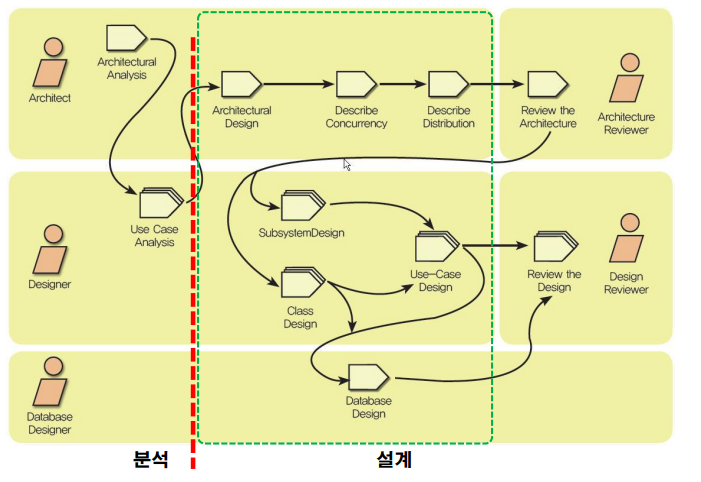 Architect
Architectural
Analysis
Architectural
Design
Describe
Concurrency
Describe
Distribution
Review the
Architecture
Architecture
Reviewer
Designer
Use Case
Analysis
SubsystemDesign
Class
Design
Use-Case
Design
Review the
Design
Design
Reviewer
Database
Designer
Database
Design
분석
설계